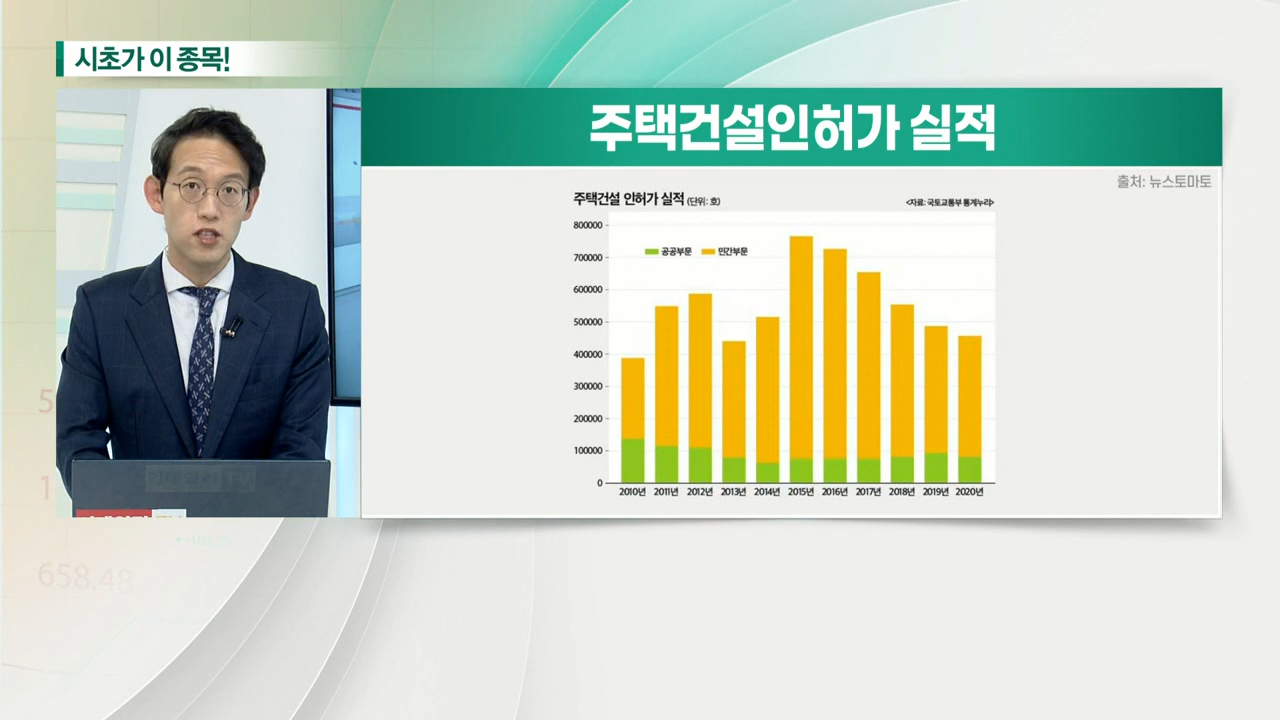 시초가 이 종목!
주택건설인허가 실적
출처: 뉴스토마토
주택건설 인허가 실적 (단위: 호)
<자료: 국토교통부 통계누리>
공공부문 민간부문
800000
700000
600000
500000
400000
300000
200000
100000
0
2010년 2011년 2012년 2013년 2014년 2015년 2016년 2017년 2018년 2019년 2020년
658.48